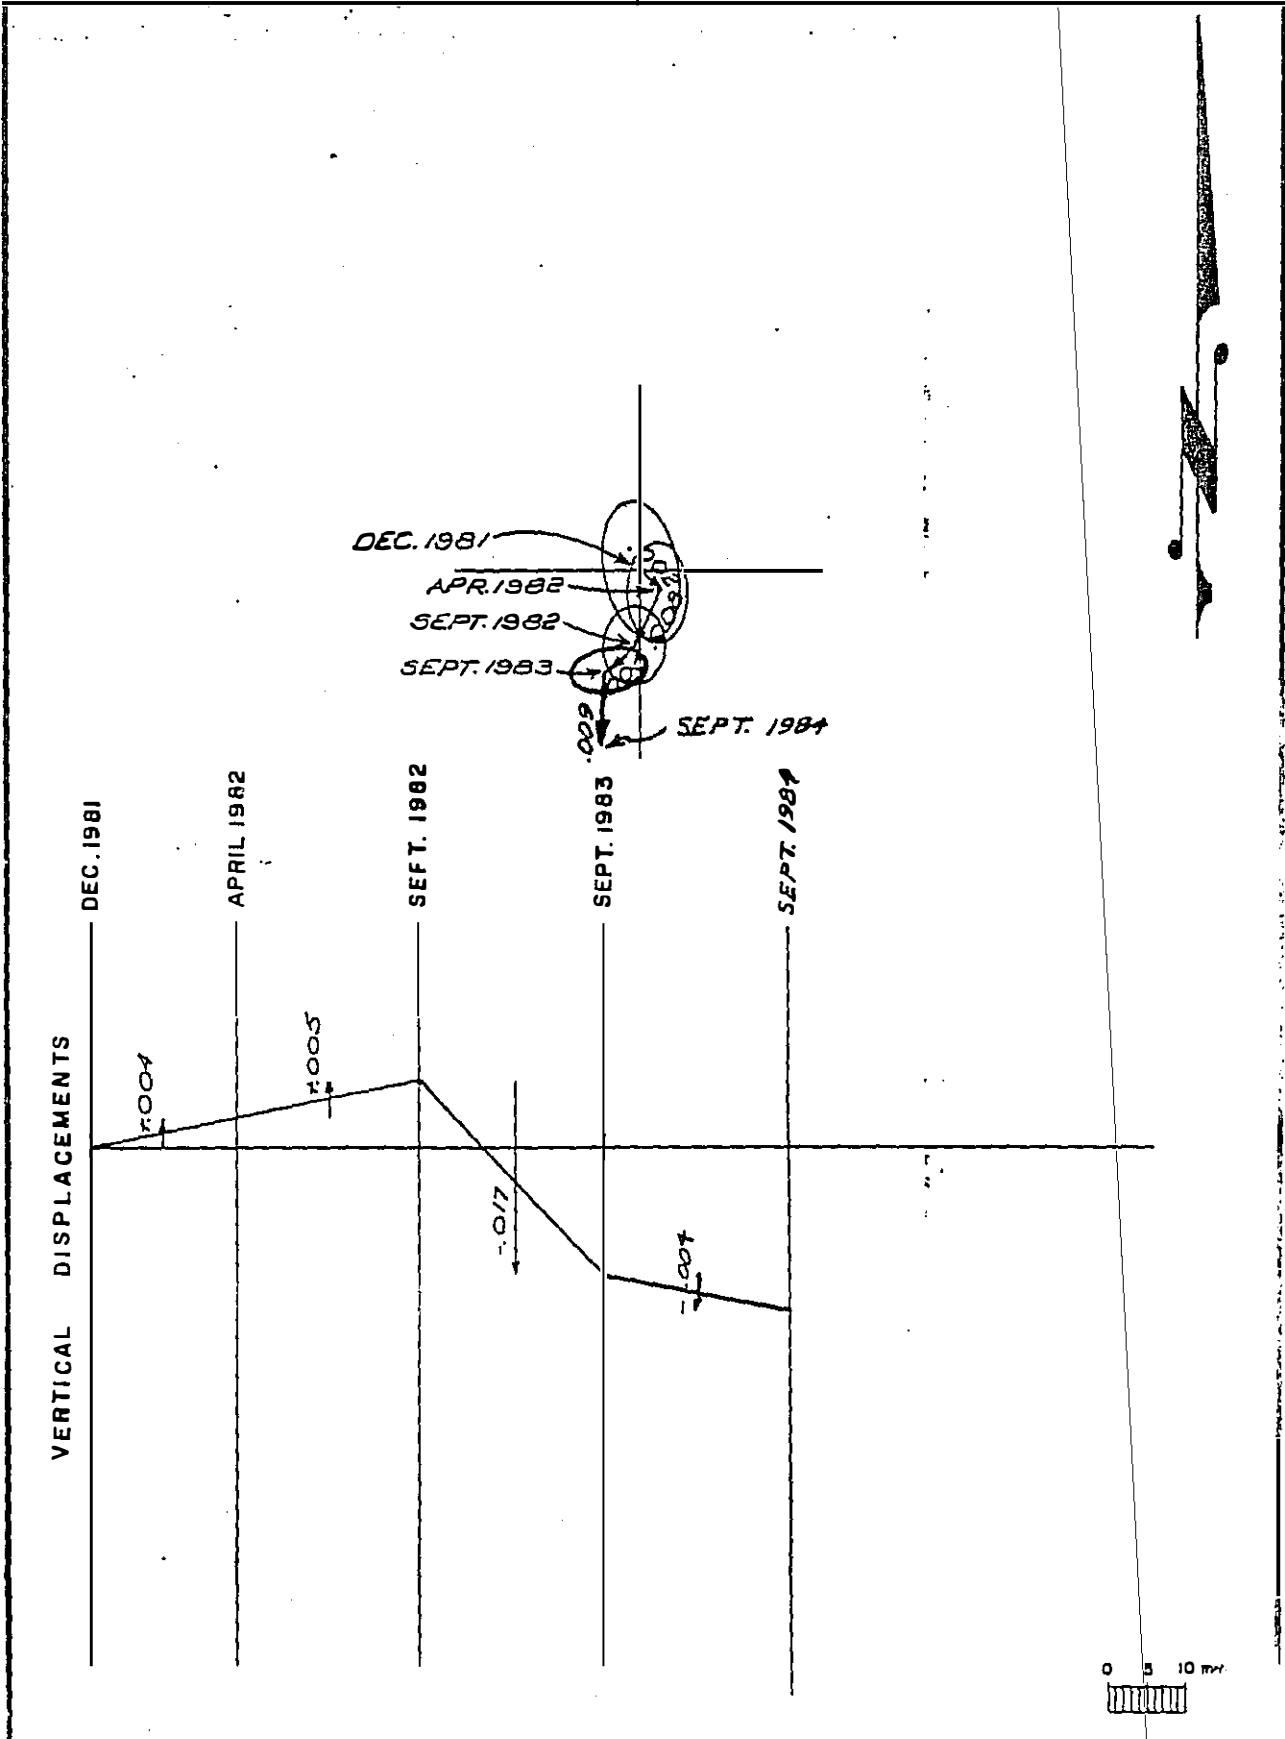 DEC. 1981
APR. 1982
SEPT. 1982
SEPT. 1983
.009
SEPT. 1984
VERTICAL DISPLACEMENTS
DEC. 1981
APRIL 1982
SEFT. 1982
SEPT. 1983
SEPT. 1984
+.004
+.005
-.017
-.004
0 5 10 mm